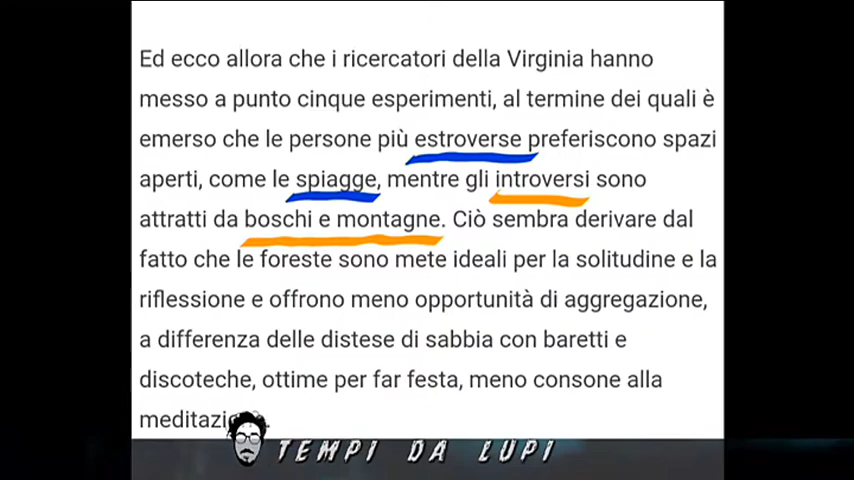 Ed ecco allora che i ricercatori della Virginia hanno
messo a punto cinque esperimenti, al termine dei quali è
emerso che le persone più estroverse preferiscono spazi
aperti, come le spiagge, mentre gli introversi sono
attratti da boschi e montagne. Ciò sembra derivare dal
fatto che le foreste sono mete ideali per la solitudine e la
riflessione e offrono meno opportunità di aggregazione,
a differenza delle distese di sabbia con baretti e
discoteche, ottime per far festa, meno consone alla
TEMPI DA LUPI